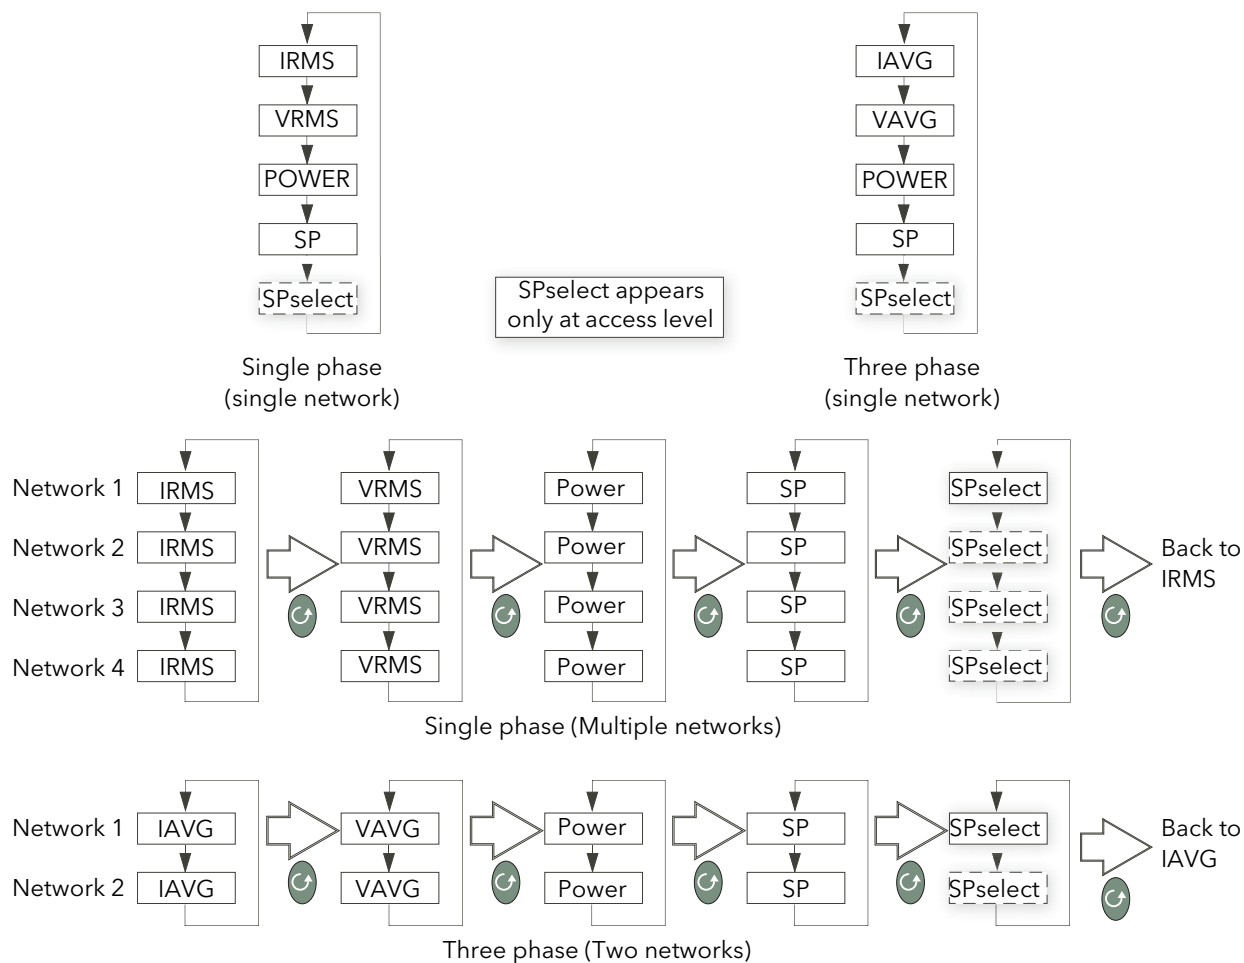 IRMS
VRMS
POWER
SP
SPselect
Single phase
(single network)
SPselect appears
only at access level
IAVG
VAVG
POWER
SP
SPselect
Three phase
(single network)
Network 1 IRMS VRMS Power SP SPselect
Network 2 IRMS VRMS Power SP SPselect
Back to
IRMS
Network 3 IRMS VRMS Power SP SPselect
Network 4 IRMS VRMS Power SP SPselect
Single phase (Multiple networks)
Network 1 IAVG VAVG Power SP SPselect
Back to
IAVG
Network 2 IAVG VAVG Power SP SPselect
Three phase (Two networks)